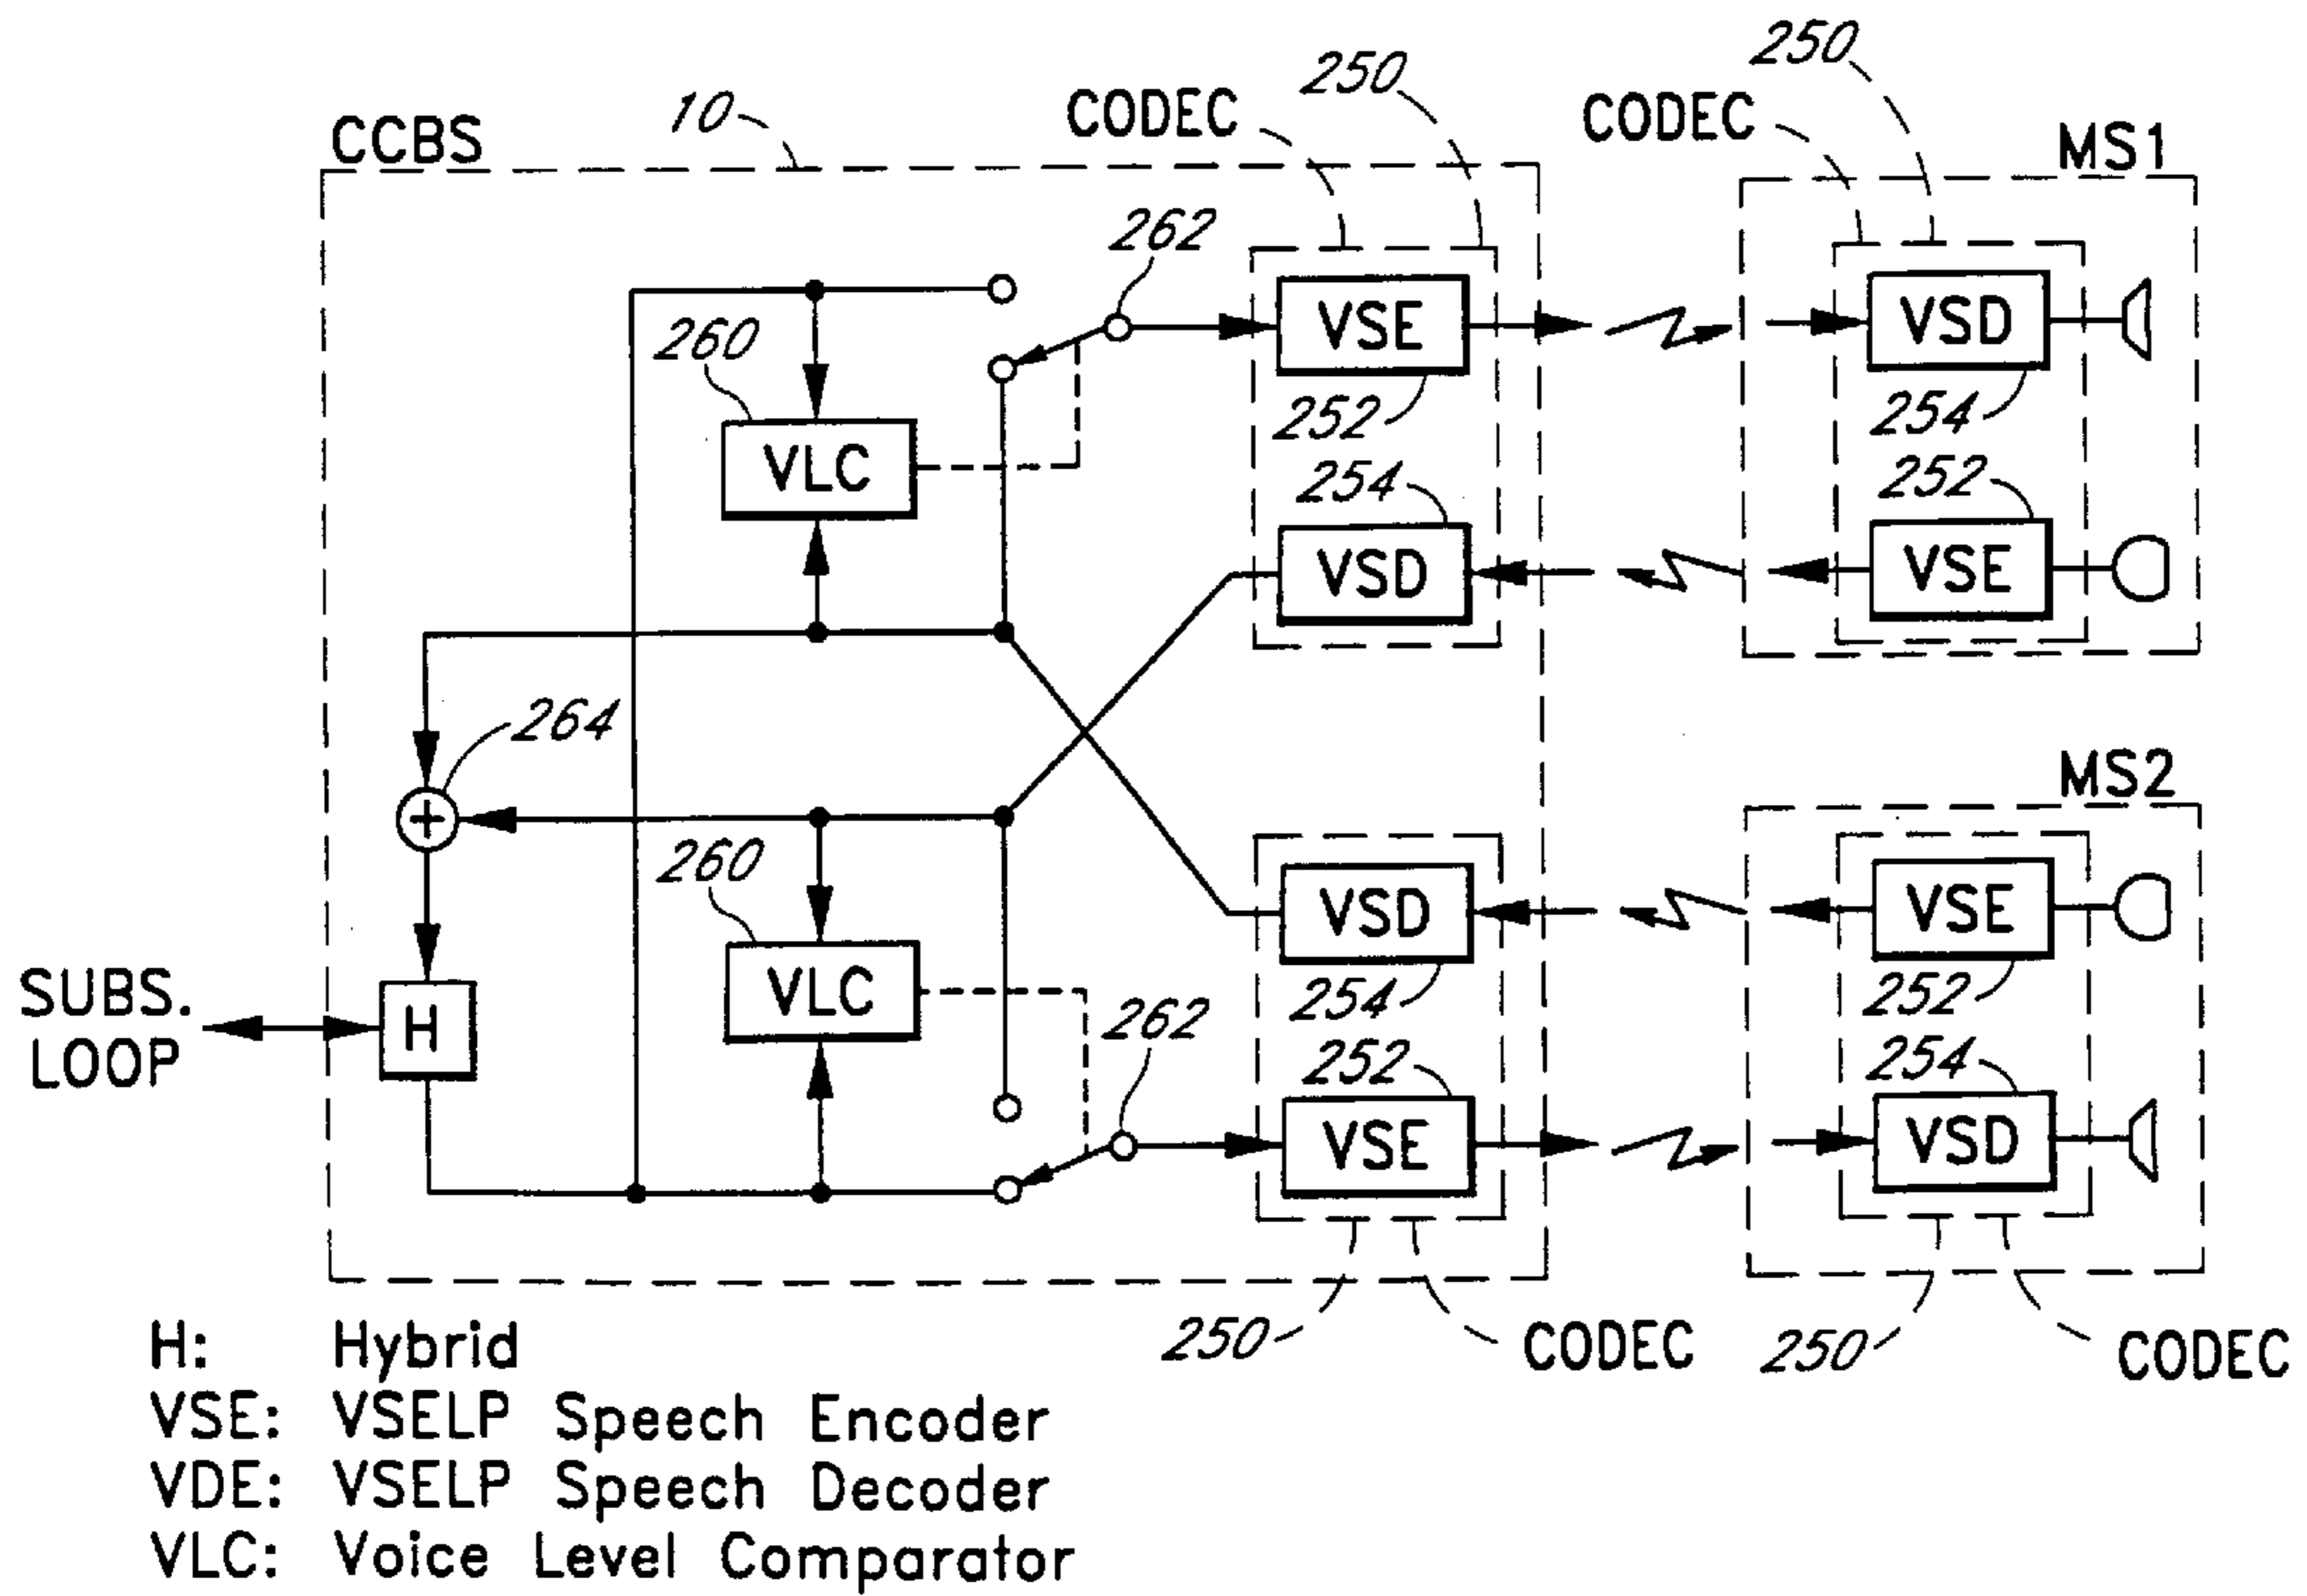 250
250
10
CODEC
CODEC
CCBS
MS1
262
260
VSE
VSD
252
254
VLC
254
252
VSD
VSE
264
MS2
260
VSD
VSE
VLC
SUBS.
LOOP
H
254
252
262
252
254
VSE
VSD
250
CODEC
250
CODEC
H: Hybrid
VSE: VSELP Speech Encoder
VDE: VSELP Speech Decoder
VLC: Voice Level Comparator